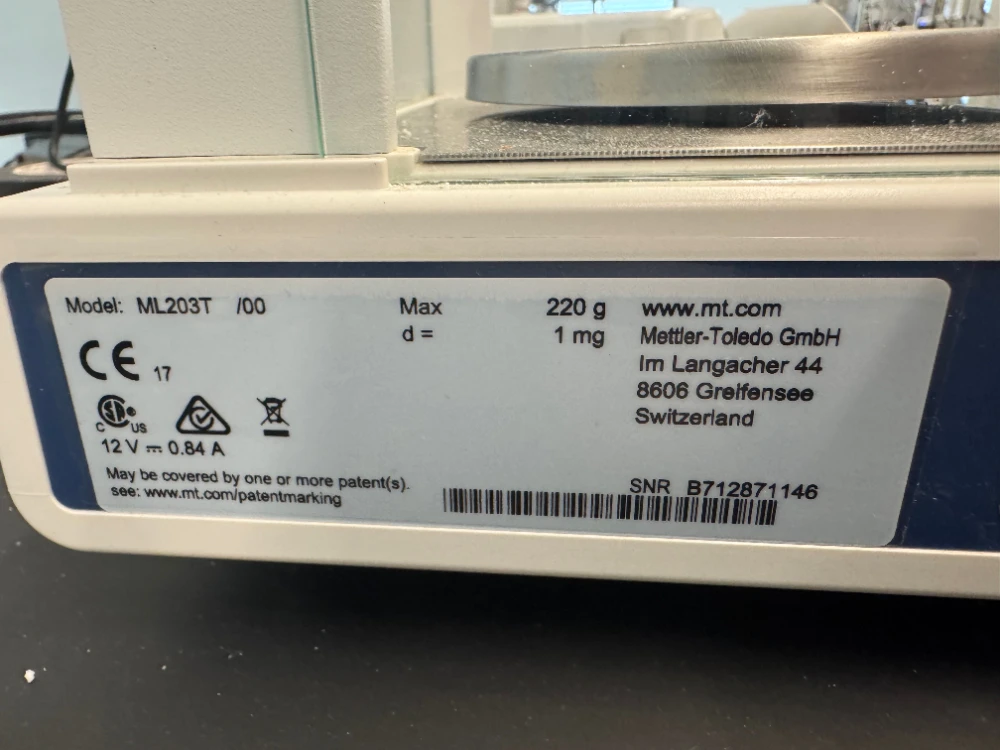 Model: ML203T /00
Max 220 g
d = 1 mg
www.mt.com
Mettler-Toledo GmbH
Im Langacher 44
8606 Greifensee
Switzerland
CE 17
C US
12 V ⎓ 0.84 A
May be covered by one or more patent(s).
see: www.mt.com/patentmarking
SNR B712871146